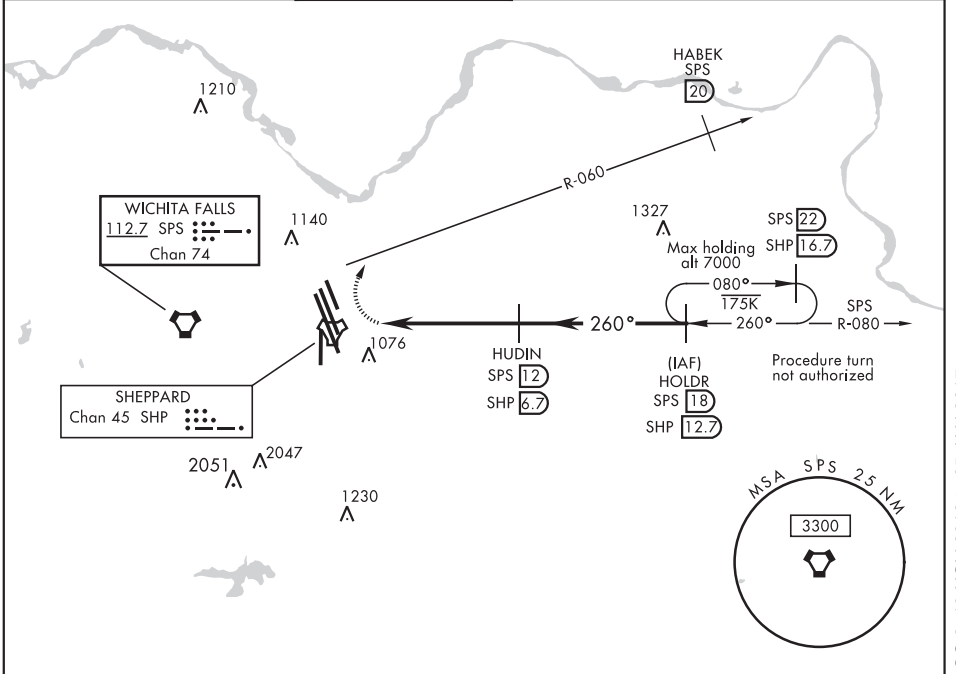 HABEK
SPS
20
1210
R-060
WICHITA FALLS
112.7 SPS
Chan 74
1140
1327
SPS 22
SHP 16.7
Max holding
alt 7000
080°
175K
260°
260°
SPS
R-080
1076
HUDIN
SPS 12
SHP 6.7
(IAF)
HOLDR
SPS 18
SHP 12.7
Procedure turn
not authorized
SHEPPARD
Chan 45 SHP
2051
2047
1230
MSA SPS 25 NM
3300